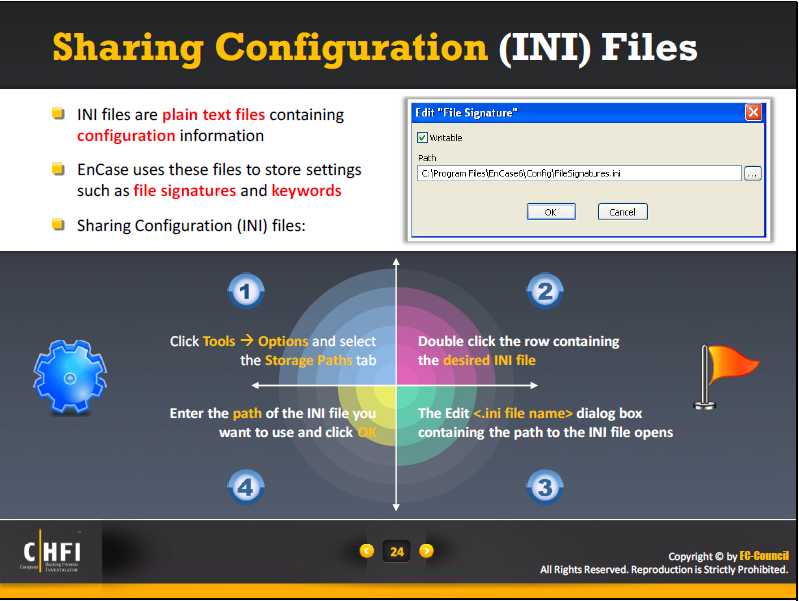 Sharing Configuration (INI) Files
INI files are plain text files containing
configuration information
EnCase uses these files to store settings
such as file signatures and keywords
Sharing Configuration (INI) files:
Edit "File Signature"
Writable
Path
C:\Program Files\EnCase6\Config\FileSignatures.ini
...
OK
Cancel
1
Click Tools → Options and select
the Storage Paths tab
2
Double click the row containing
the desired INI file
Enter the path of the INI file you
want to use and click OK
4
The Edit <.ini file name> dialog box
containing the path to the INI file opens
3
CHFI
Computer Hacking Forensic
INVESTIGATOR
24
Copyright © by EC-Council
All Rights Reserved. Reproduction is Strictly Prohibited.